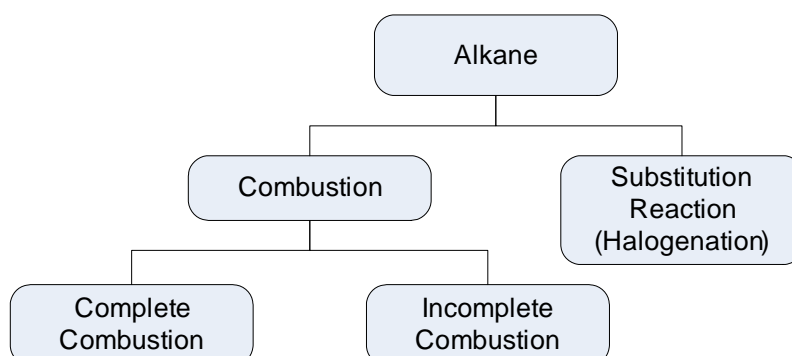 Alkane
Combustion
Substitution
Reaction
(Halogenation)
Complete
Combustion
Incomplete
Combustion